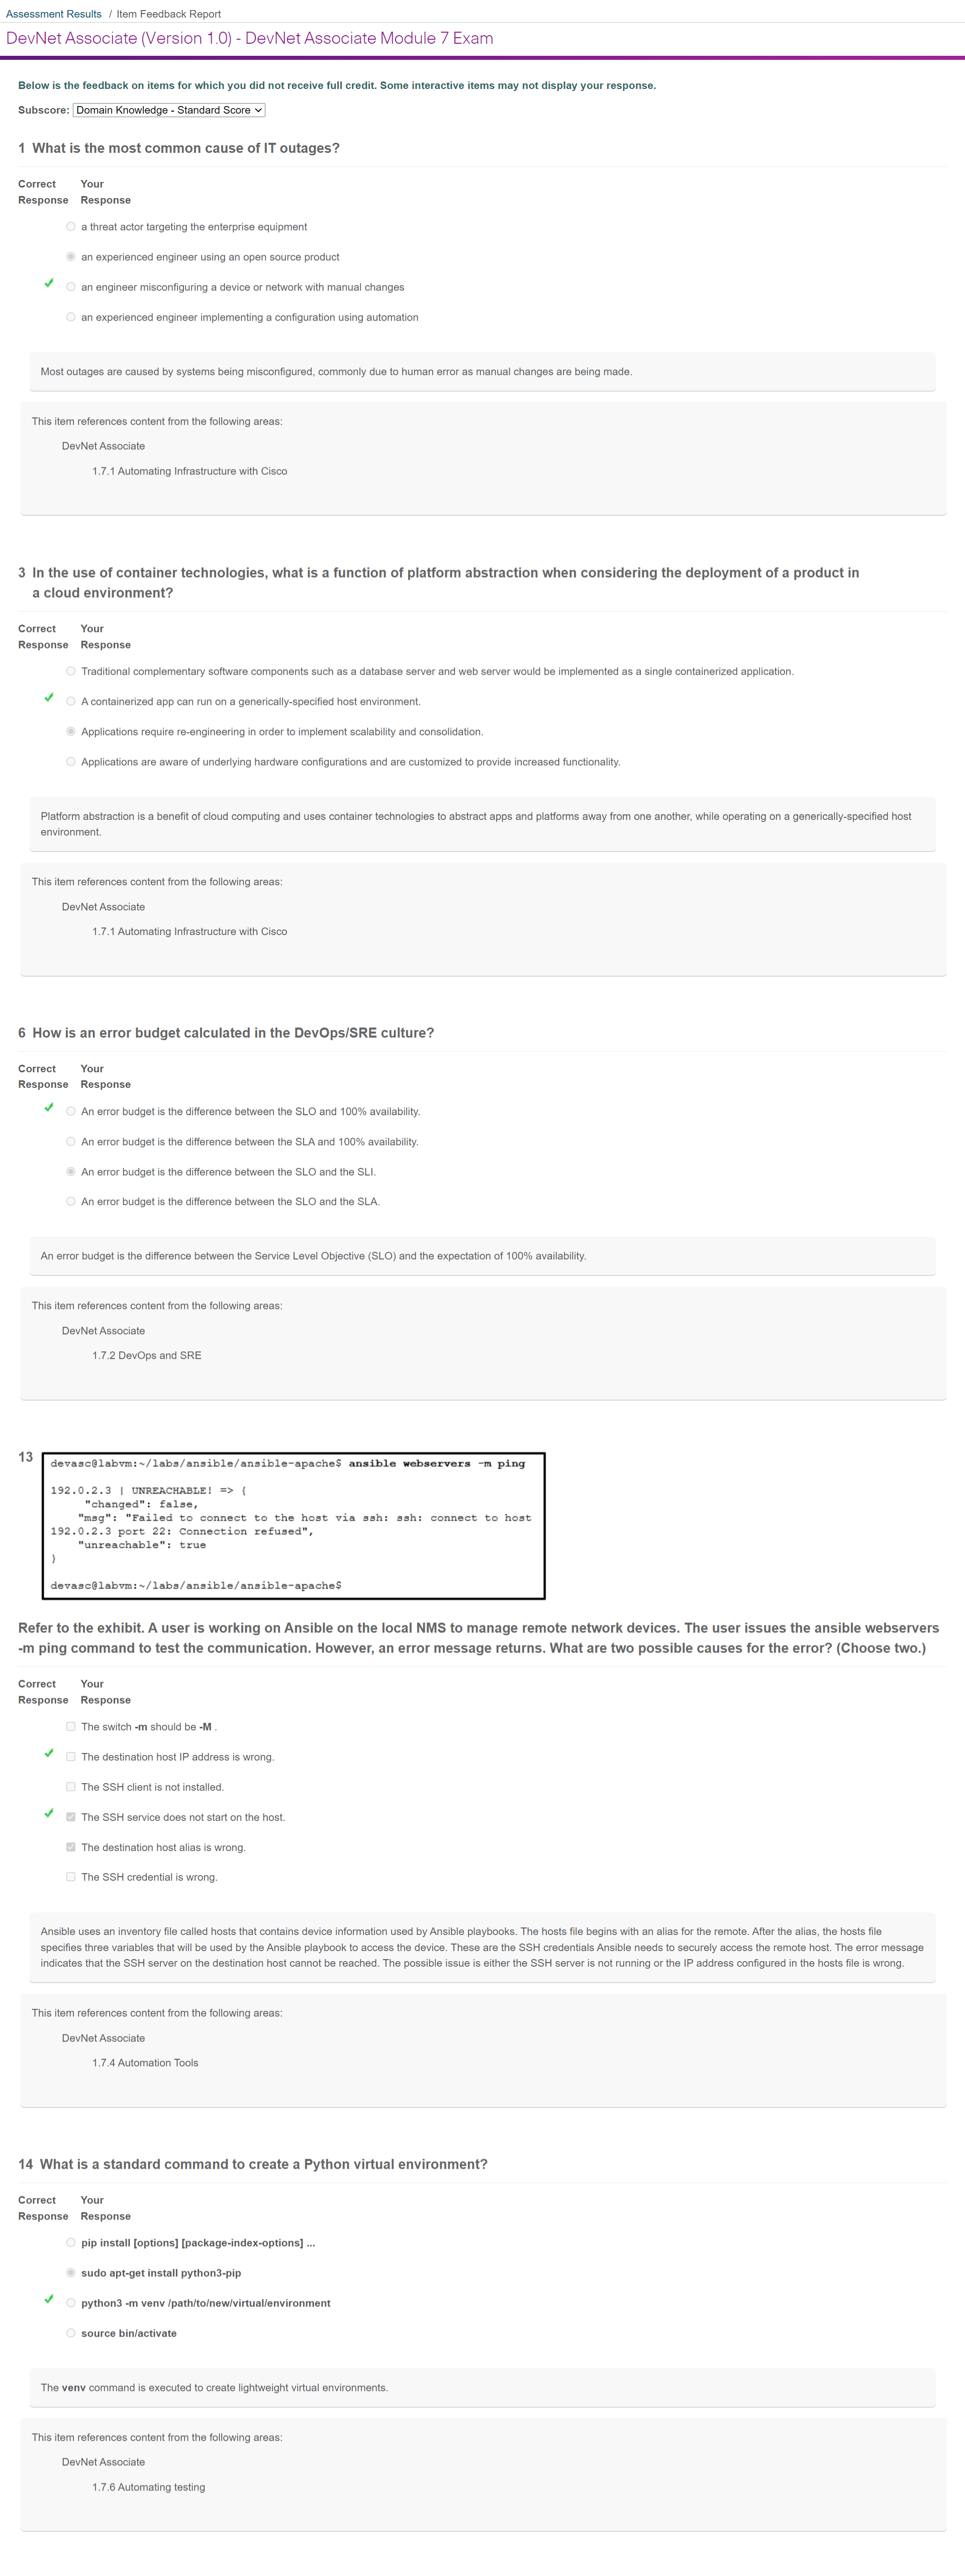 Assessment Results / Item Feedback Report
DevNet Associate (Version 1.0) - DevNet Associate Module 7 Exam
Below is the feedback on items for which you did not receive full credit. Some interactive items may not display your response.
Subscore: Domain Knowledge - Standard Score
1 What is the most common cause of IT outages?
Correct Your
Response Response
a threat actor targeting the enterprise equipment
an experienced engineer using an open source product
an engineer misconfiguring a device or network with manual changes
an experienced engineer implementing a configuration using automation
Most outages are caused by systems being misconfigured, commonly due to human error as manual changes are being made.
This item references content from the following areas:
DevNet Associate
1.7.1 Automating Infrastructure with Cisco
3 In the use of container technologies, what is a function of platform abstraction when considering the deployment of a product in
a cloud environment?
Correct Your
Response Response
Traditional complementary software components such as a database server and web server would be implemented as a single containerized application.
A containerized app can run on a generically-specified host environment.
Applications require re-engineering in order to implement scalability and consolidation.
Applications are aware of underlying hardware configurations and are customized to provide increased functionality.
Platform abstraction is a benefit of cloud computing and uses container technologies to abstract apps and platforms away from one another, while operating on a generically-specified host
environment.
This item references content from the following areas:
DevNet Associate
1.7.1 Automating Infrastructure with Cisco
6 How is an error budget calculated in the DevOps/SRE culture?
Correct Your
Response Response
An error budget is the difference between the SLO and 100% availability.
An error budget is the difference between the SLA and 100% availability.
An error budget is the difference between the SLO and the SLI.
An error budget is the difference between the SLO and the SLA.
An error budget is the difference between the Service Level Objective (SLO) and the expectation of 100% availability.
This item references content from the following areas:
DevNet Associate
1.7.2 DevOps and SRE
13
devasc@labvm:~/labs/ansible/ansible-apache$ ansible webservers -m ping
192.0.2.3 | UNREACHABLE! => {
"changed": false,
"msg": "Failed to connect to the host via ssh: ssh: connect to host
192.0.2.3 port 22: Connection refused",
"unreachable": true
}
devasc@labvm:~/labs/ansible/ansible-apache$
Refer to the exhibit. A user is working on Ansible on the local NMS to manage remote network devices. The user issues the ansible webservers
-m ping command to test the communication. However, an error message returns. What are two possible causes for the error? (Choose two.)
Correct Your
Response Response
The switch -m should be -M .
The destination host IP address is wrong.
The SSH client is not installed.
The SSH service does not start on the host.
The destination host alias is wrong.
The SSH credential is wrong.
Ansible uses an inventory file called hosts that contains device information used by Ansible playbooks. The hosts file begins with an alias for the remote. After the alias, the hosts file
specifies three variables that will be used by the Ansible playbook to access the device. These are the SSH credentials Ansible needs to securely access the remote host. The error message
indicates that the SSH server on the destination host cannot be reached. The possible issue is either the SSH server is not running or the IP address configured in the hosts file is wrong.
This item references content from the following areas:
DevNet Associate
1.7.4 Automation Tools
14 What is a standard command to create a Python virtual environment?
Correct Your
Response Response
pip install [options] [package-index-options] ...
sudo apt-get install python3-pip
python3 -m venv /path/to/new/virtual/environment
source bin/activate
The venv command is executed to create lightweight virtual environments.
This item references content from the following areas:
DevNet Associate
1.7.6 Automating testing